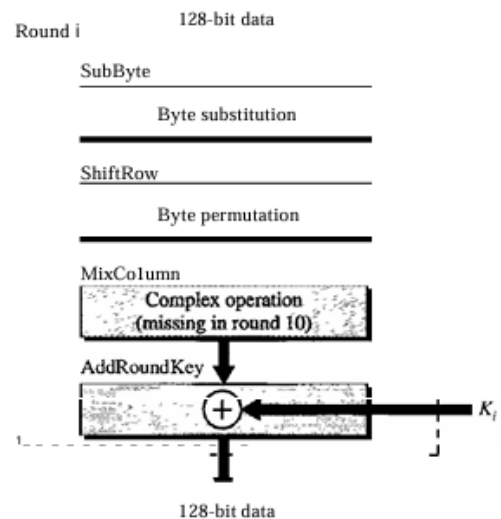 128-bit data
Round i
SubByte
Byte substitution
ShiftRow
Byte permutation
MixCo1umn
Complex operation
(missing in round 10)
AddRoundKey
+
Ki
128-bit data